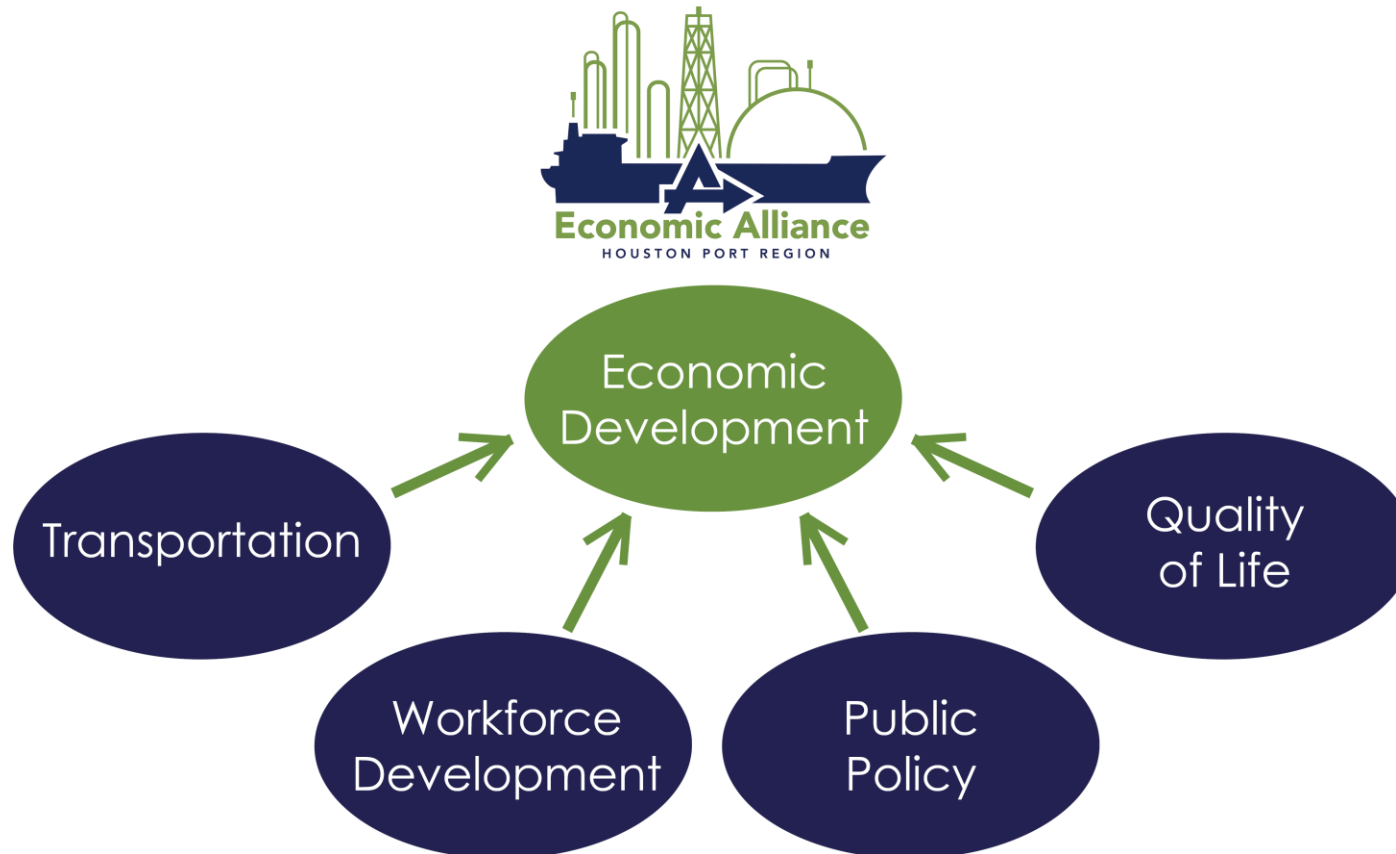 Economic Alliance
HOUSTON PORT REGION
Economic
Development
Transportation
Quality
of Life
Workforce
Development
Public
Policy